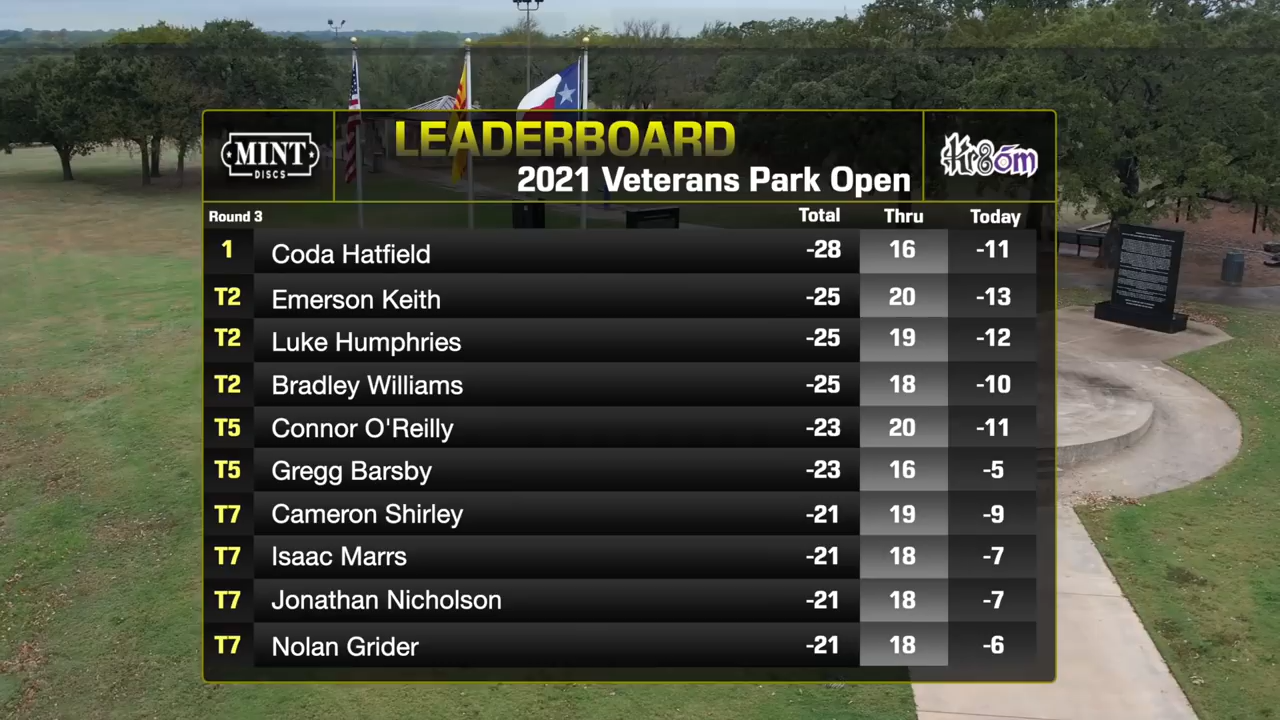 MINT
DISCS
LEADERBOARD
2021 Veterans Park Open
Kr8öm
Round 3 Total Thru Today
1 Coda Hatfield -28 16 -11
T2 Emerson Keith -25 20 -13
T2 Luke Humphries -25 19 -12
T2 Bradley Williams -25 18 -10
T5 Connor O'Reilly -23 20 -11
T5 Gregg Barsby -23 16 -5
T7 Cameron Shirley -21 19 -9
T7 Isaac Marrs -21 18 -7
T7 Jonathan Nicholson -21 18 -7
T7 Nolan Grider -21 18 -6